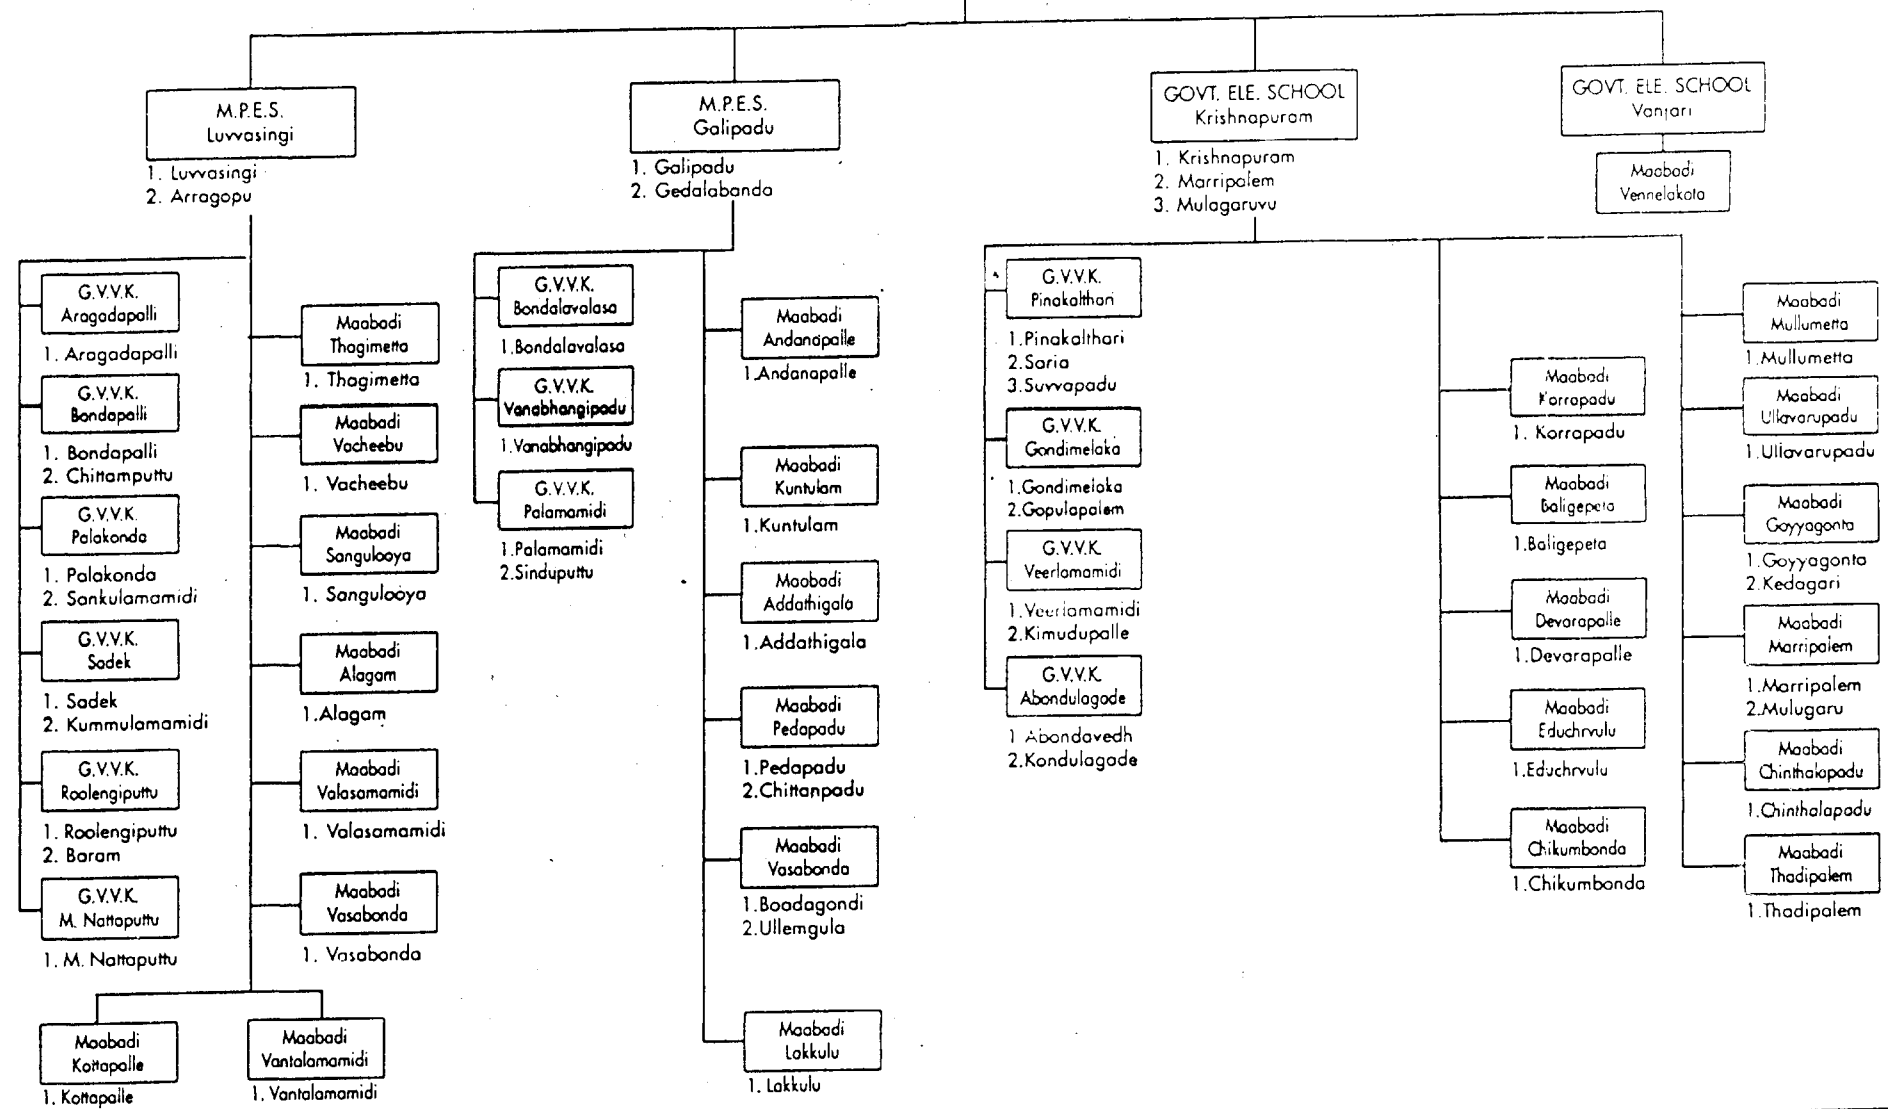 M.P.E.S.
Luvvasingi
1. Luvvasingi
2. Arragopu
G.V.V.K.
Aragadapalli
1. Aragadapalli
G.V.V.K.
Bondapalli
1. Bondapalli
2. Chittamputtu
G.V.V.K.
Palakonda
1. Palakonda
2. Sankulamamidi
G.V.V.K.
Sadek
1. Sadek
2. Kummulamamidi
G.V.V.K.
Roolengiputtu
1. Roolengiputtu
2. Baram
G.V.V.K.
M. Nattaputtu
1. M. Nattaputtu
Maabadi
Thagimetta
1. Thagimetta
Maabadi
Vacheebu
1. Vacheebu
Maabadi
Sangulooya
1. Sangulooya
Maabadi
Alagam
1.Alagam
Maabadi
Valasamamidi
1. Valasamamidi
Maabadi
Vasabonda
1. Vasabonda
Maabadi
Kottapalle
1. Kottapalle
Maabadi
Vantalamamidi
1. Vantalamamidi
M.P.E.S.
Galipadu
1. Galipadu
2. Gedalabanda
G.V.V.K.
Bondalavalasa
1.Bondalavalasa
G.V.V.K.
Vanabhangipadu
1.Vanabhangipadu
G.V.V.K.
Palamamidi
1.Palamamidi
2.Sinduputtu
Maabadi
Andanapalle
1.Andanapalle
Maabadi
Kuntulam
1.Kuntulam
Maabadi
Addathigala
1.Addathigala
Maabadi
Pedapadu
1.Pedapadu
2.Chittanpadu
Maabadi
Vasabonda
1.Boadagondi
2.Ullemgula
Maabadi
Lakkulu
1. Lakkulu
GOVT. ELE. SCHOOL
Krishnapuram
1. Krishnapuram
2. Marripalem
3. Mulagaruvu
G.V.V.K.
Pinakalthari
1.Pinakalthari
2.Saria
3.Suvvapadu
G.V.V.K.
Gondimelaka
1.Gondimelaka
2.Gopulapalem
G.V.V.K.
Veerlamamidi
1.Veerlamamidi
2.Kimudupalle
G.V.V.K.
Abondulagade
1 Abondavedh
2.Kondulagade
Maabadi
Korrapadu
1. Korrapadu
Maabadi
Baligepeta
1.Baligepeta
Maabadi
Devarapalle
1.Devarapalle
Maabadi
Educhrvulu
1.Educhrvulu
Maabadi
Chikumbonda
1.Chikumbonda
Maabadi
Mullumetta
1.Mullumetta
Maabadi
Ullavarupadu
1.Ullavarupadu
Maabadi
Goyyagonta
1.Goyyagonta
2.Kedagari
Maabadi
Marripalem
1.Marripalem
2.Mulugaru
Maabadi
Chinthalapadu
1.Chinthalapadu
Maabadi
Thadipalem
1.Thadipalem
GOVT. ELE. SCHOOL
Vanjari
Maabadi
Vennelakota